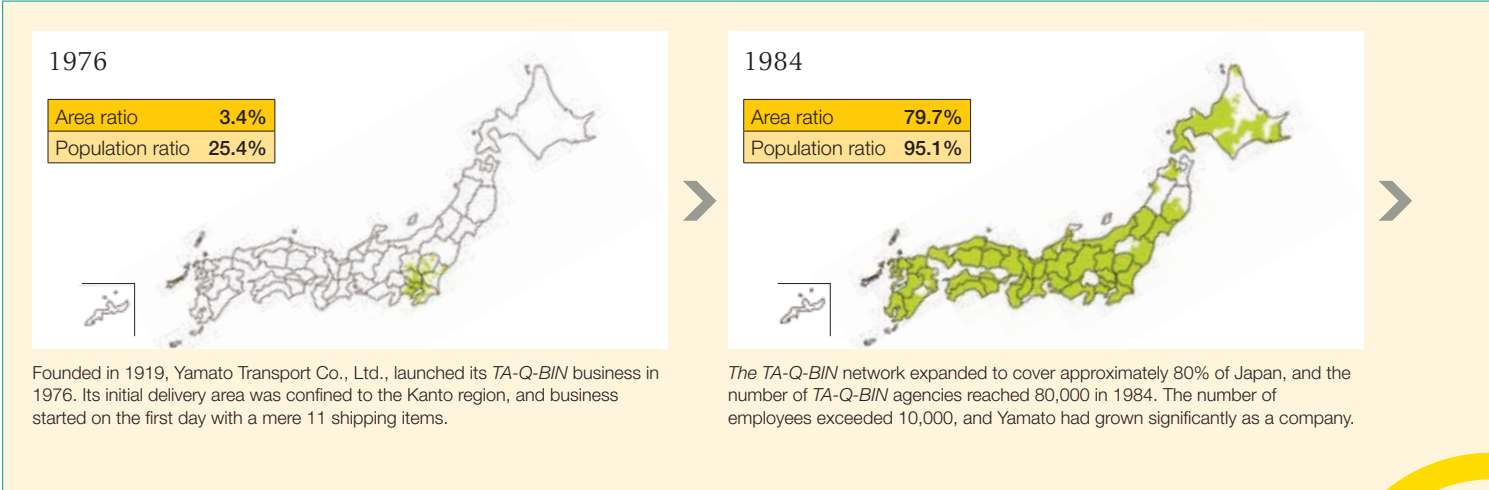 1976
Area ratio 3.4%
Population ratio 25.4%
Founded in 1919, Yamato Transport Co., Ltd., launched its TA-Q-BIN business in
1976. Its initial delivery area was confined to the Kanto region, and business
started on the first day with a mere 11 shipping items.
1984
Area ratio 79.7%
Population ratio 95.1%
The TA-Q-BIN network expanded to cover approximately 80% of Japan, and the
number of TA-Q-BIN agencies reached 80,000 in 1984. The number of
employees exceeded 10,000, and Yamato had grown significantly as a company.